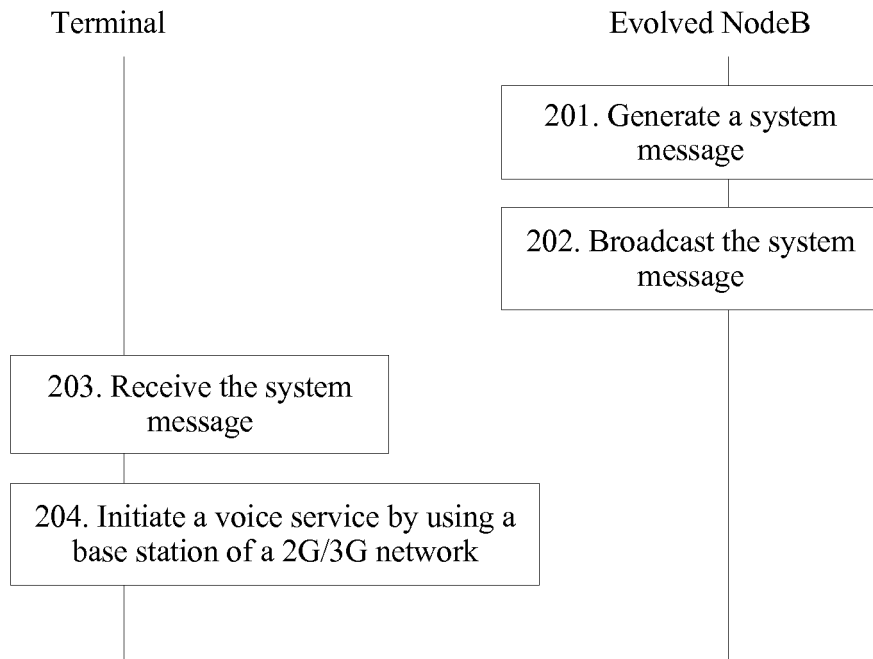 Terminal
Evolved NodeB
201. Generate a system
message
202. Broadcast the system
message
203. Receive the system
message
204. Initiate a voice service by using a
base station of a 2G/3G network